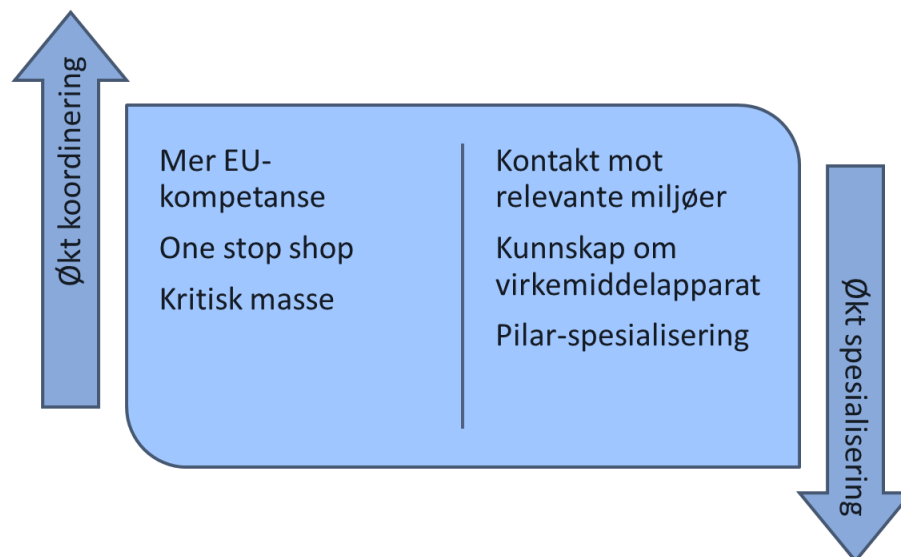 Økt koordinering
Mer EU-
kompetanse
One stop shop
Kritisk masse
Kontakt mot
relevante miljøer
Kunnskap om
virkemiddelapparat
Pilar-spesialisering
Økt spesialisering